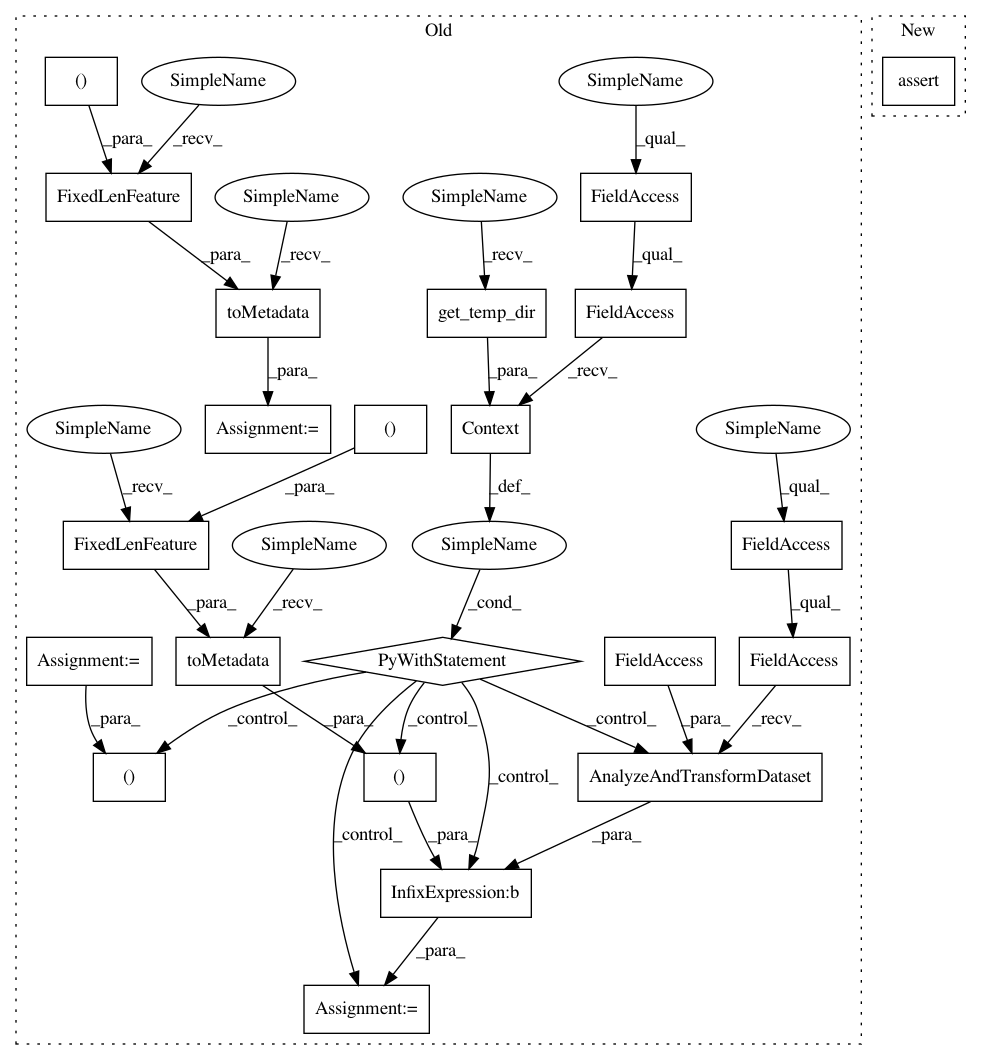 Old
New
()
SimpleName
SimpleName
assert
_para_
_recv_
_qual_
FixedLenFeature
SimpleName
SimpleName
FieldAccess
_para_
_recv_
_recv_
_qual_
toMetadata
get_temp_dir
FieldAccess
_para_
_para_
_recv_
SimpleName
Assignment:=
()
Context
SimpleName
_recv_
_para_
_def_
_qual_
FixedLenFeature
SimpleName
SimpleName
FieldAccess
_para_
_recv_
_cond_
_qual_
Assignment:=
toMetadata
PyWithStatement
FieldAccess
FieldAccess
_para_
_control_
_para_
_control_
_control_
_para_
_recv_
()
()
_control_
AnalyzeAndTransformDataset
_control_
_para_
_para_
InfixExpression:b
_para_
Assignment:=